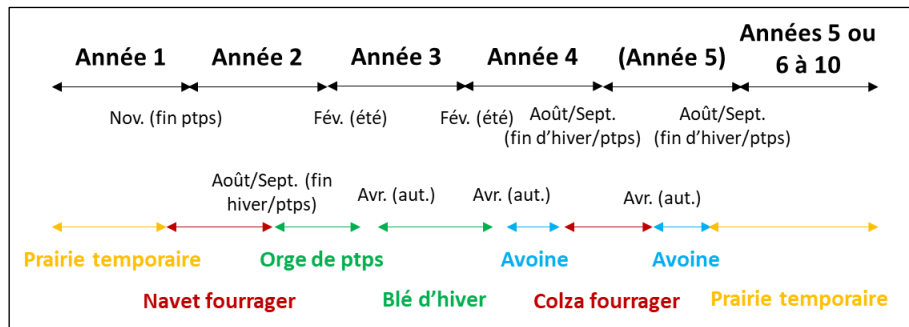 Années 5 ou
Année 1 Année 2 Année 3 Année 4 (Année 5) 6 à 10
Nov. (fin ptps) Fév. (été) Fév. (été) Août/Sept. Août/Sept.
(fin d’hiver/ptps) (fin d’hiver/ptps)
Août/Sept. (fin
hiver/ptps) Avr. (aut.) Avr. (aut.) Avr. (aut.)
Prairie temporaire Orge de ptps Avoine Avoine
Navet fourrager Blé d’hiver Colza fourrager Prairie temporaire